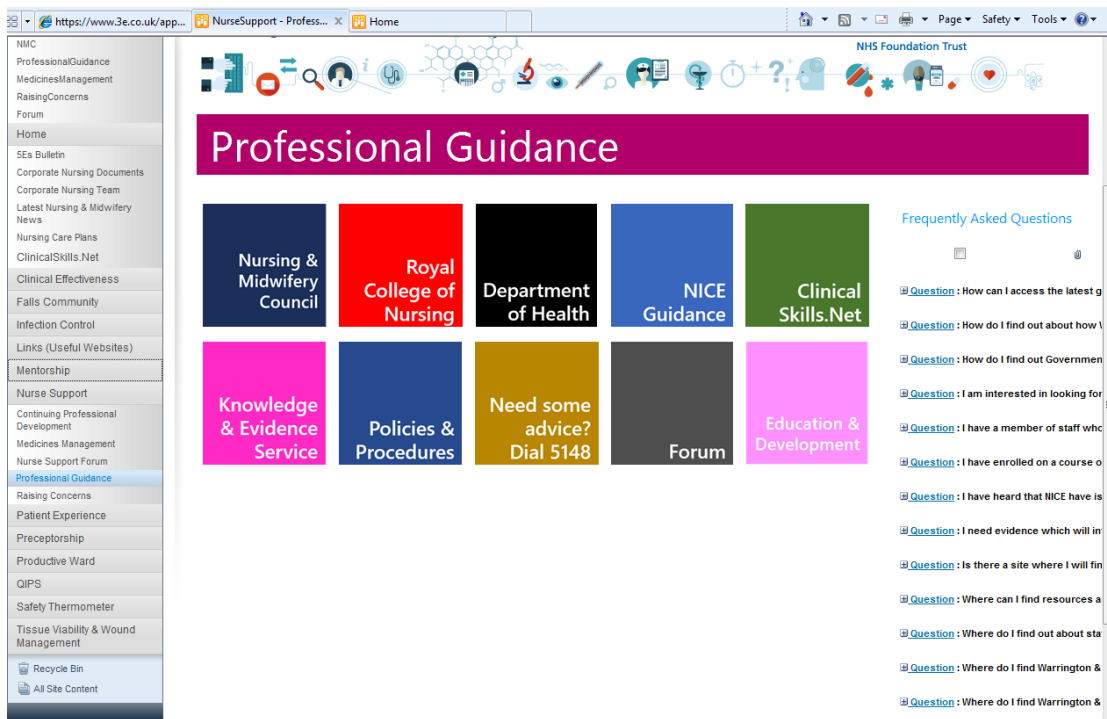 https://www.3e.co.uk/app...
NurseSupport - Profess...
Home
Page
Safety
Tools
NMC
ProfessionalGuidance
MedicinesManagement
RaisingConcerns
Forum
Home
5Es Bulletin
Corporate Nursing Documents
Corporate Nursing Team
Latest Nursing & Midwifery
News
Nursing Care Plans
ClinicalSkills.Net
Clinical Effectiveness
Falls Community
Infection Control
Links (Useful Websites)
Mentorship
Nurse Support
Continuing Professional
Development
Medicines Management
Nurse Support Forum
Professional Guidance
Raising Concerns
Patient Experience
Preceptorship
Productive Ward
QIPS
Safety Thermometer
Tissue Viability & Wound
Management
Recycle Bin
All Site Content
NHS Foundation Trust
Professional Guidance
Nursing &
Midwifery
Council
Royal
College of
Nursing
Department
of Health
NICE
Guidance
Clinical
Skills.Net
Knowledge
& Evidence
Service
Policies &
Procedures
Need some
advice?
Dial 5148
Forum
Education &
Development
Frequently Asked Questions
Question : How can I access the latest g
Question : How do I find out about how
Question : How do I find out Governmen
Question : I am interested in looking for
Question : I have a member of staff who
Question : I have enrolled on a course o
Question : I have heard that NICE have is
Question : I need evidence which will in
Question : Is there a site where I will fin
Question : Where can I find resources a
Question : Where do I find out about sta
Question : Where do I find Warrington &
Question : Where do I find Warrington &